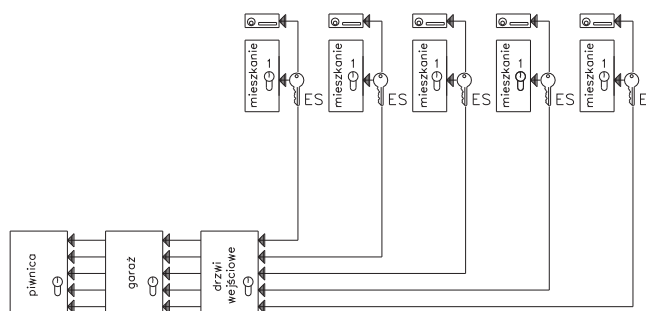 mieszkanie 1
ES
mieszkanie 1
ES
mieszkanie 1
ES
mieszkanie 1
ES
mieszkanie 1
E
piwnica
garaż
drzwi
wejściowe